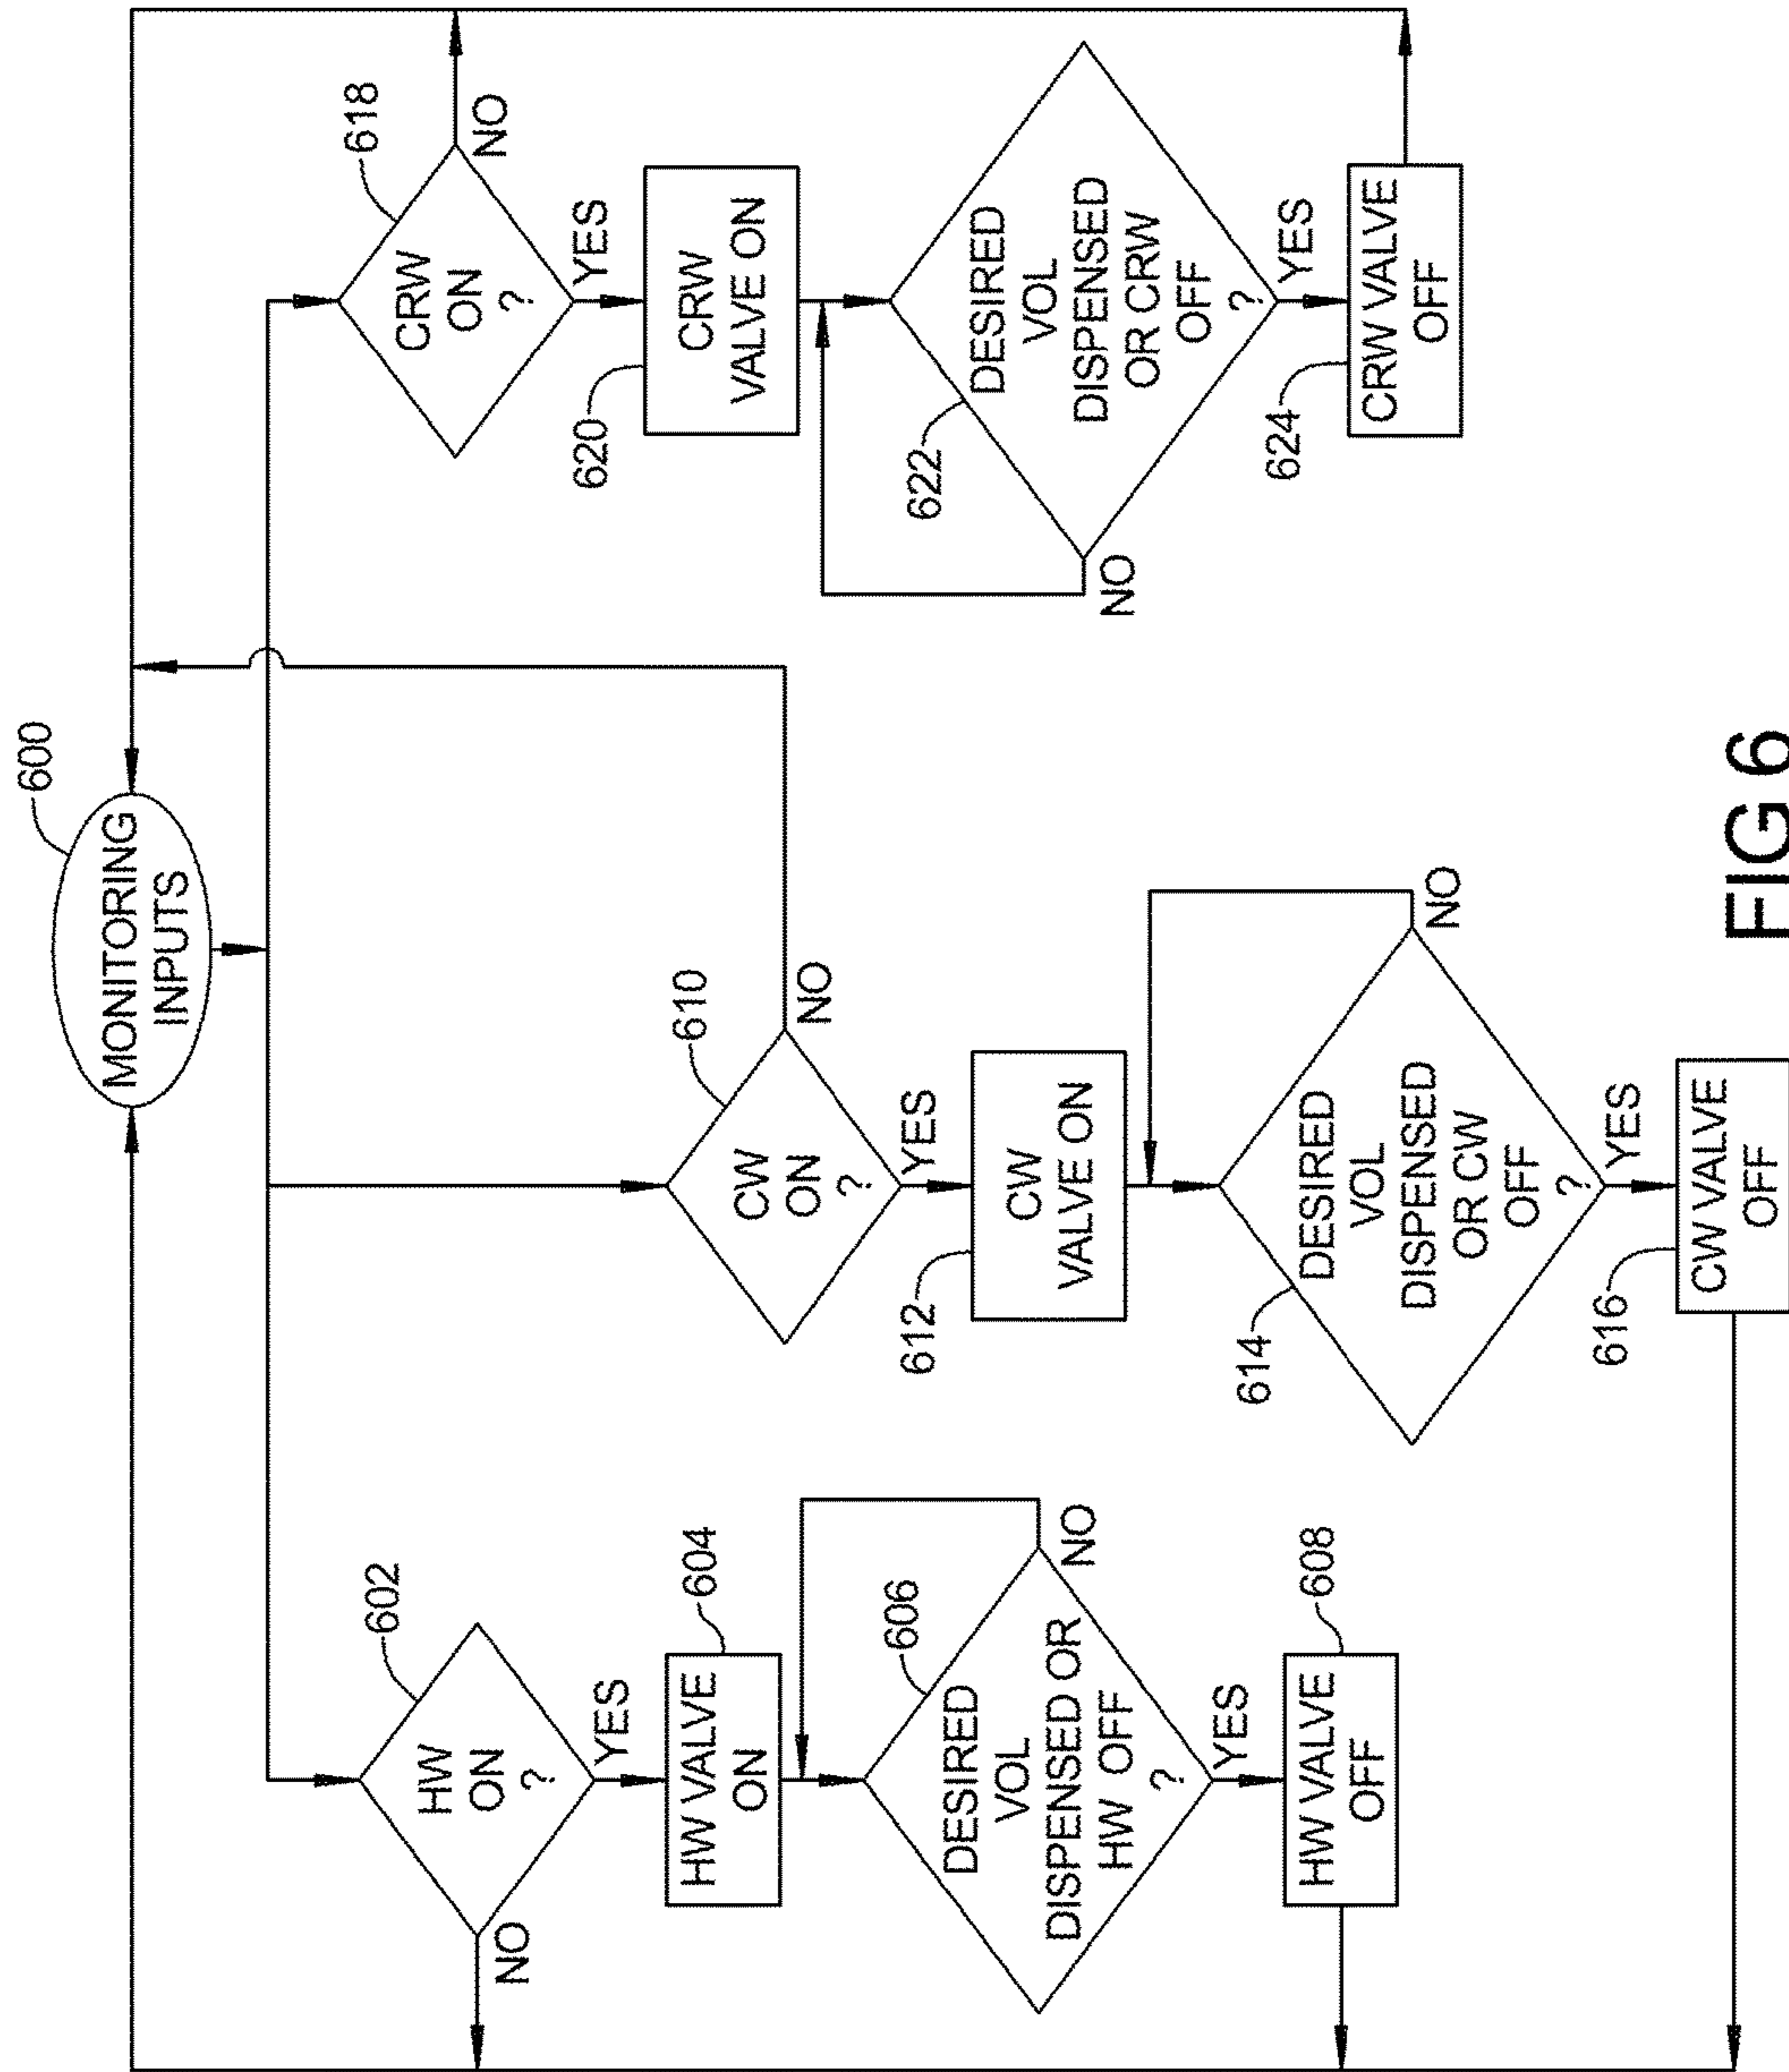 600
MONITORING
INPUTS
602
HW
ON
?
NO
YES
604
HW VALVE
ON
606
DESIRED
VOL
DISPENSED OR
HW OFF
?
NO
YES
608
HW VALVE
OFF
610
CW
ON
?
NO
YES
612
CW
VALVE ON
614
DESIRED
VOL
DISPENSED
OR CW
OFF
?
NO
YES
616
CW VALVE
OFF
618
CRW
ON
?
NO
YES
620
CRW
VALVE ON
622
DESIRED
VOL
DISPENSED
OR CRW
OFF
?
NO
YES
624
CRW VALVE
OFF
FIG 6